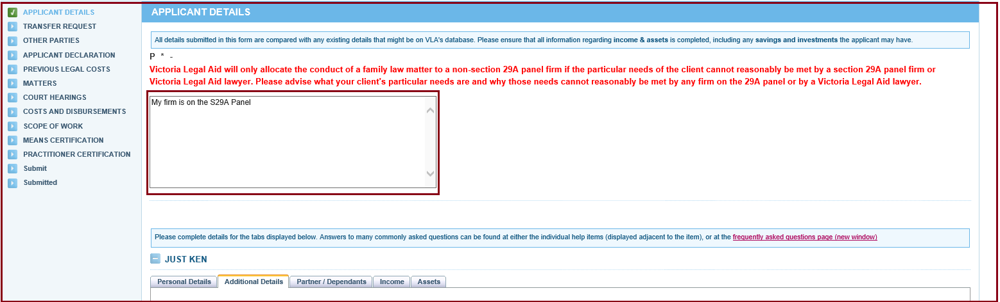 APPLICANT DETAILS
TRANSFER REQUEST
OTHER PARTIES
APPLICANT DECLARATION
PREVIOUS LEGAL COSTS
MATTERS
COURT HEARINGS
COSTS AND DISBURSEMENTS
SCOPE OF WORK
MEANS CERTIFICATION
PRACTITIONER CERTIFICATION
Submit
Submitted
APPLICANT DETAILS
All details submitted in this form are compared with any existing details that might be on VLA's database. Please ensure that all information regarding income & assets is completed, including any savings and investments the applicant may have.
P * -
Victoria Legal Aid will only allocate the conduct of a family law matter to a non-section 29A panel firm if the particular needs of the client cannot reasonably be met by a section 29A panel firm or
Victoria Legal Aid lawyer. Please advise what your client's particular needs are and why those needs cannot reasonably be met by any firm on the 29A panel or by a Victoria Legal Aid lawyer.
My firm is on the S29A Panel
Please complete details for the tabs displayed below. Answers to many commonly asked questions can be found at either the individual help items (displayed adjacent to the item), or at the frequently asked questions page (new window)
JUST KEN
Personal Details
Additional Details
Partner / Dependants
Income
Assets